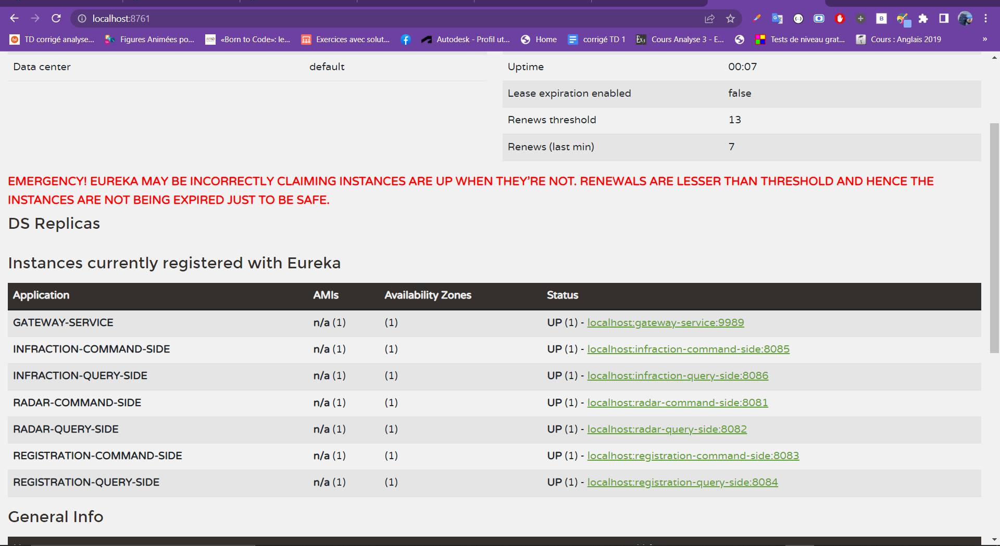 localhost:8761
TD corrigé analyse... Figures Animées po... «Born to Code»: le... Exercices avec solut... Autodesk - Profil ut... Home corrigé TD 1 Cours Analyse 3 - E... Tests de niveau grat... Cours : Anglais 2019 »
Data center default Uptime 00:07
Lease expiration enabled false
Renews threshold 13
Renews (last min) 7
EMERGENCY! EUREKA MAY BE INCORRECTLY CLAIMING INSTANCES ARE UP WHEN THEY'RE NOT. RENEWALS ARE LESSER THAN THRESHOLD AND HENCE THE
INSTANCES ARE NOT BEING EXPIRED JUST TO BE SAFE.
DS Replicas
Instances currently registered with Eureka
Application AMIs Availability Zones Status
GATEWAY-SERVICE n/a (1) (1) UP (1) - localhost:gateway-service:9989
INFRACTION-COMMAND-SIDE n/a (1) (1) UP (1) - localhost:infraction-command-side:8085
INFRACTION-QUERY-SIDE n/a (1) (1) UP (1) - localhost:infraction-query-side:8086
RADAR-COMMAND-SIDE n/a (1) (1) UP (1) - localhost:radar-command-side:8081
RADAR-QUERY-SIDE n/a (1) (1) UP (1) - localhost:radar-query-side:8082
REGISTRATION-COMMAND-SIDE n/a (1) (1) UP (1) - localhost:registration-command-side:8083
REGISTRATION-QUERY-SIDE n/a (1) (1) UP (1) - localhost:registration-query-side:8084
General Info